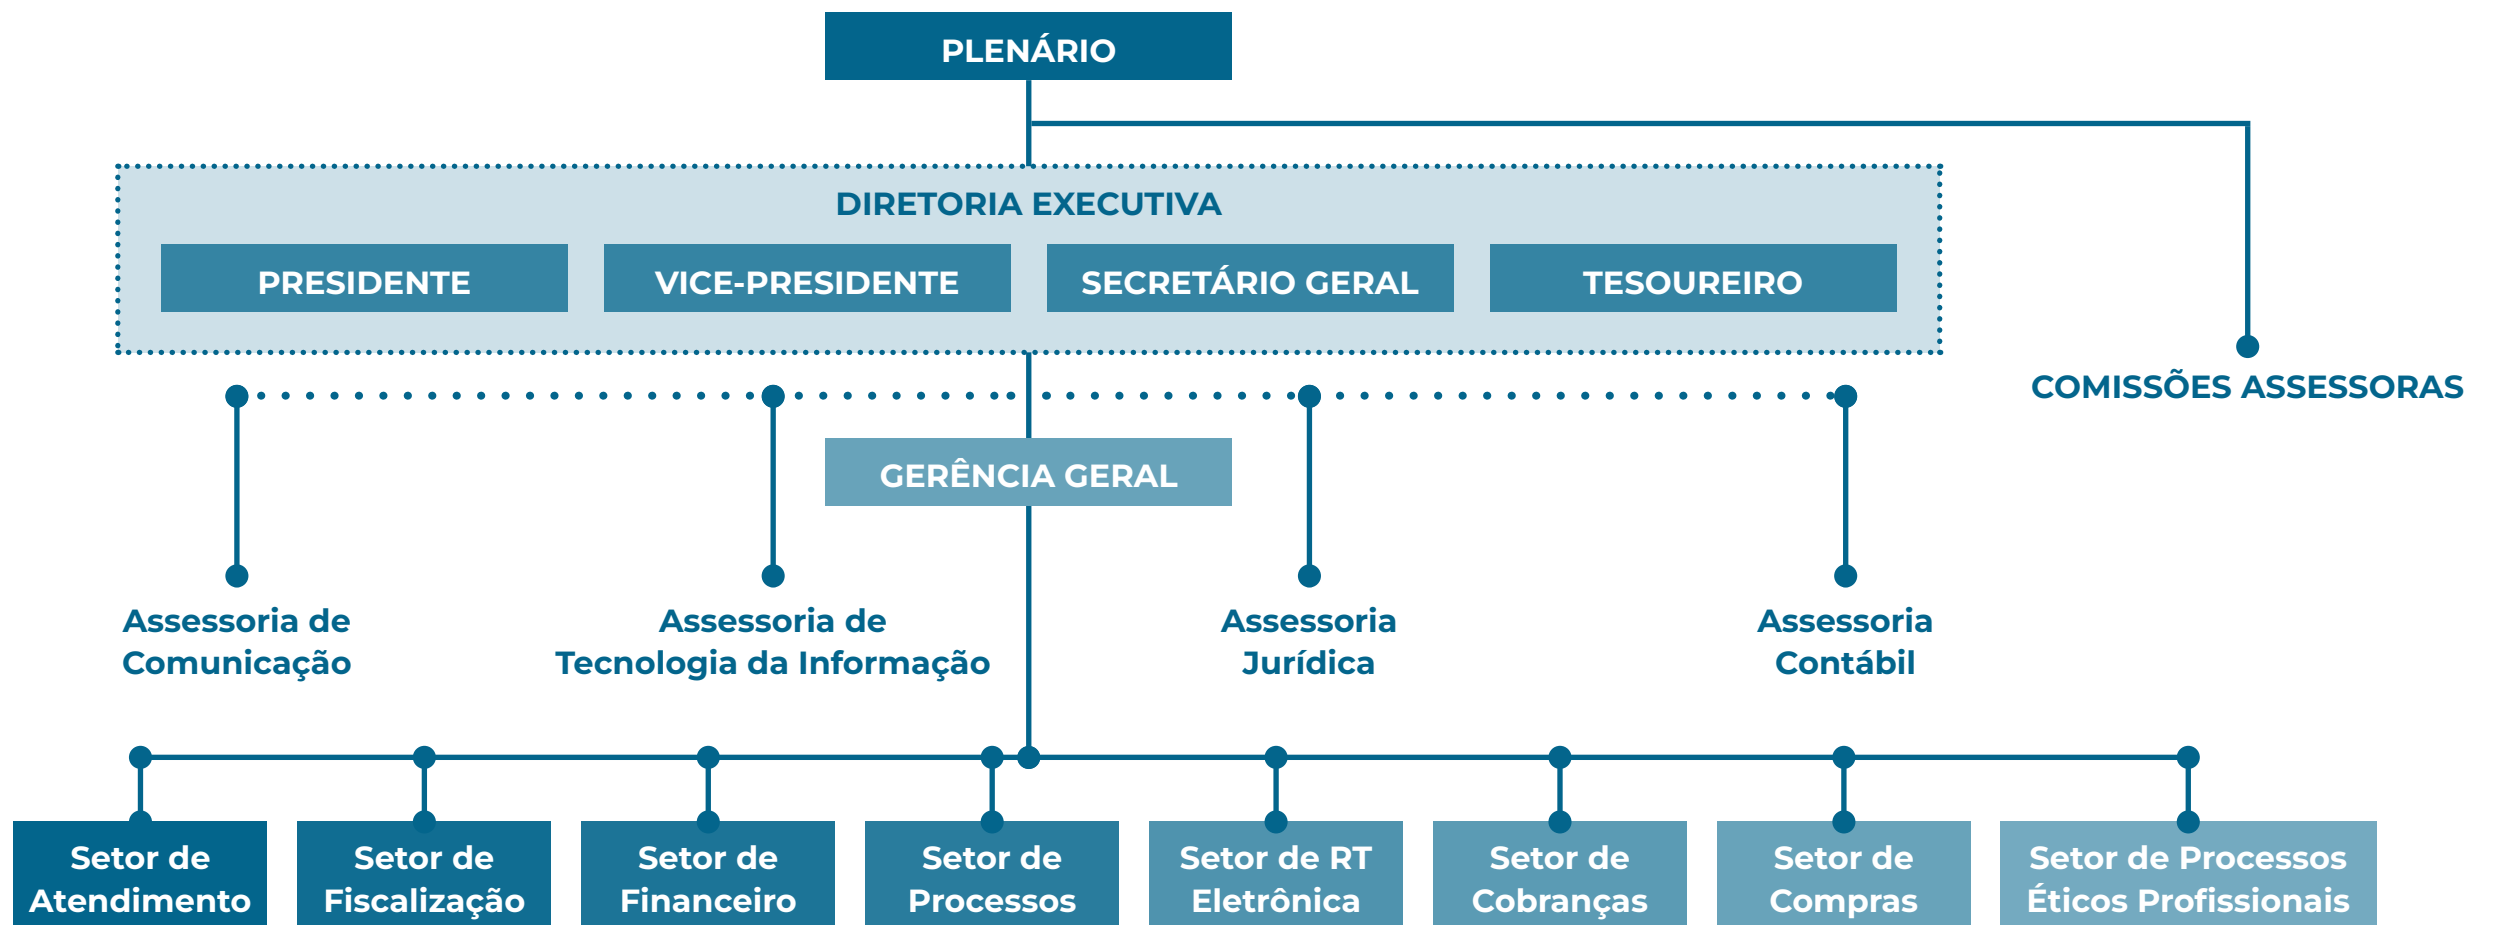 PLENÁRIO
DIRETORIA EXECUTIVA
PRESIDENTE
VICE-PRESIDENTE
SECRETÁRIO GERAL
TESOUREIRO
COMISSÕES ASSESSORAS
GERÊNCIA GERAL
Assessoria de
Comunicação
Assessoria de
Tecnologia da Informação
Assessoria
Jurídica
Assessoria
Contábil
Setor de
Atendimento
Setor de
Fiscalização
Setor de
Financeiro
Setor de
Processos
Setor de RT
Eletrônica
Setor de
Cobranças
Setor de
Compras
Setor de Processos
Éticos Profissionais